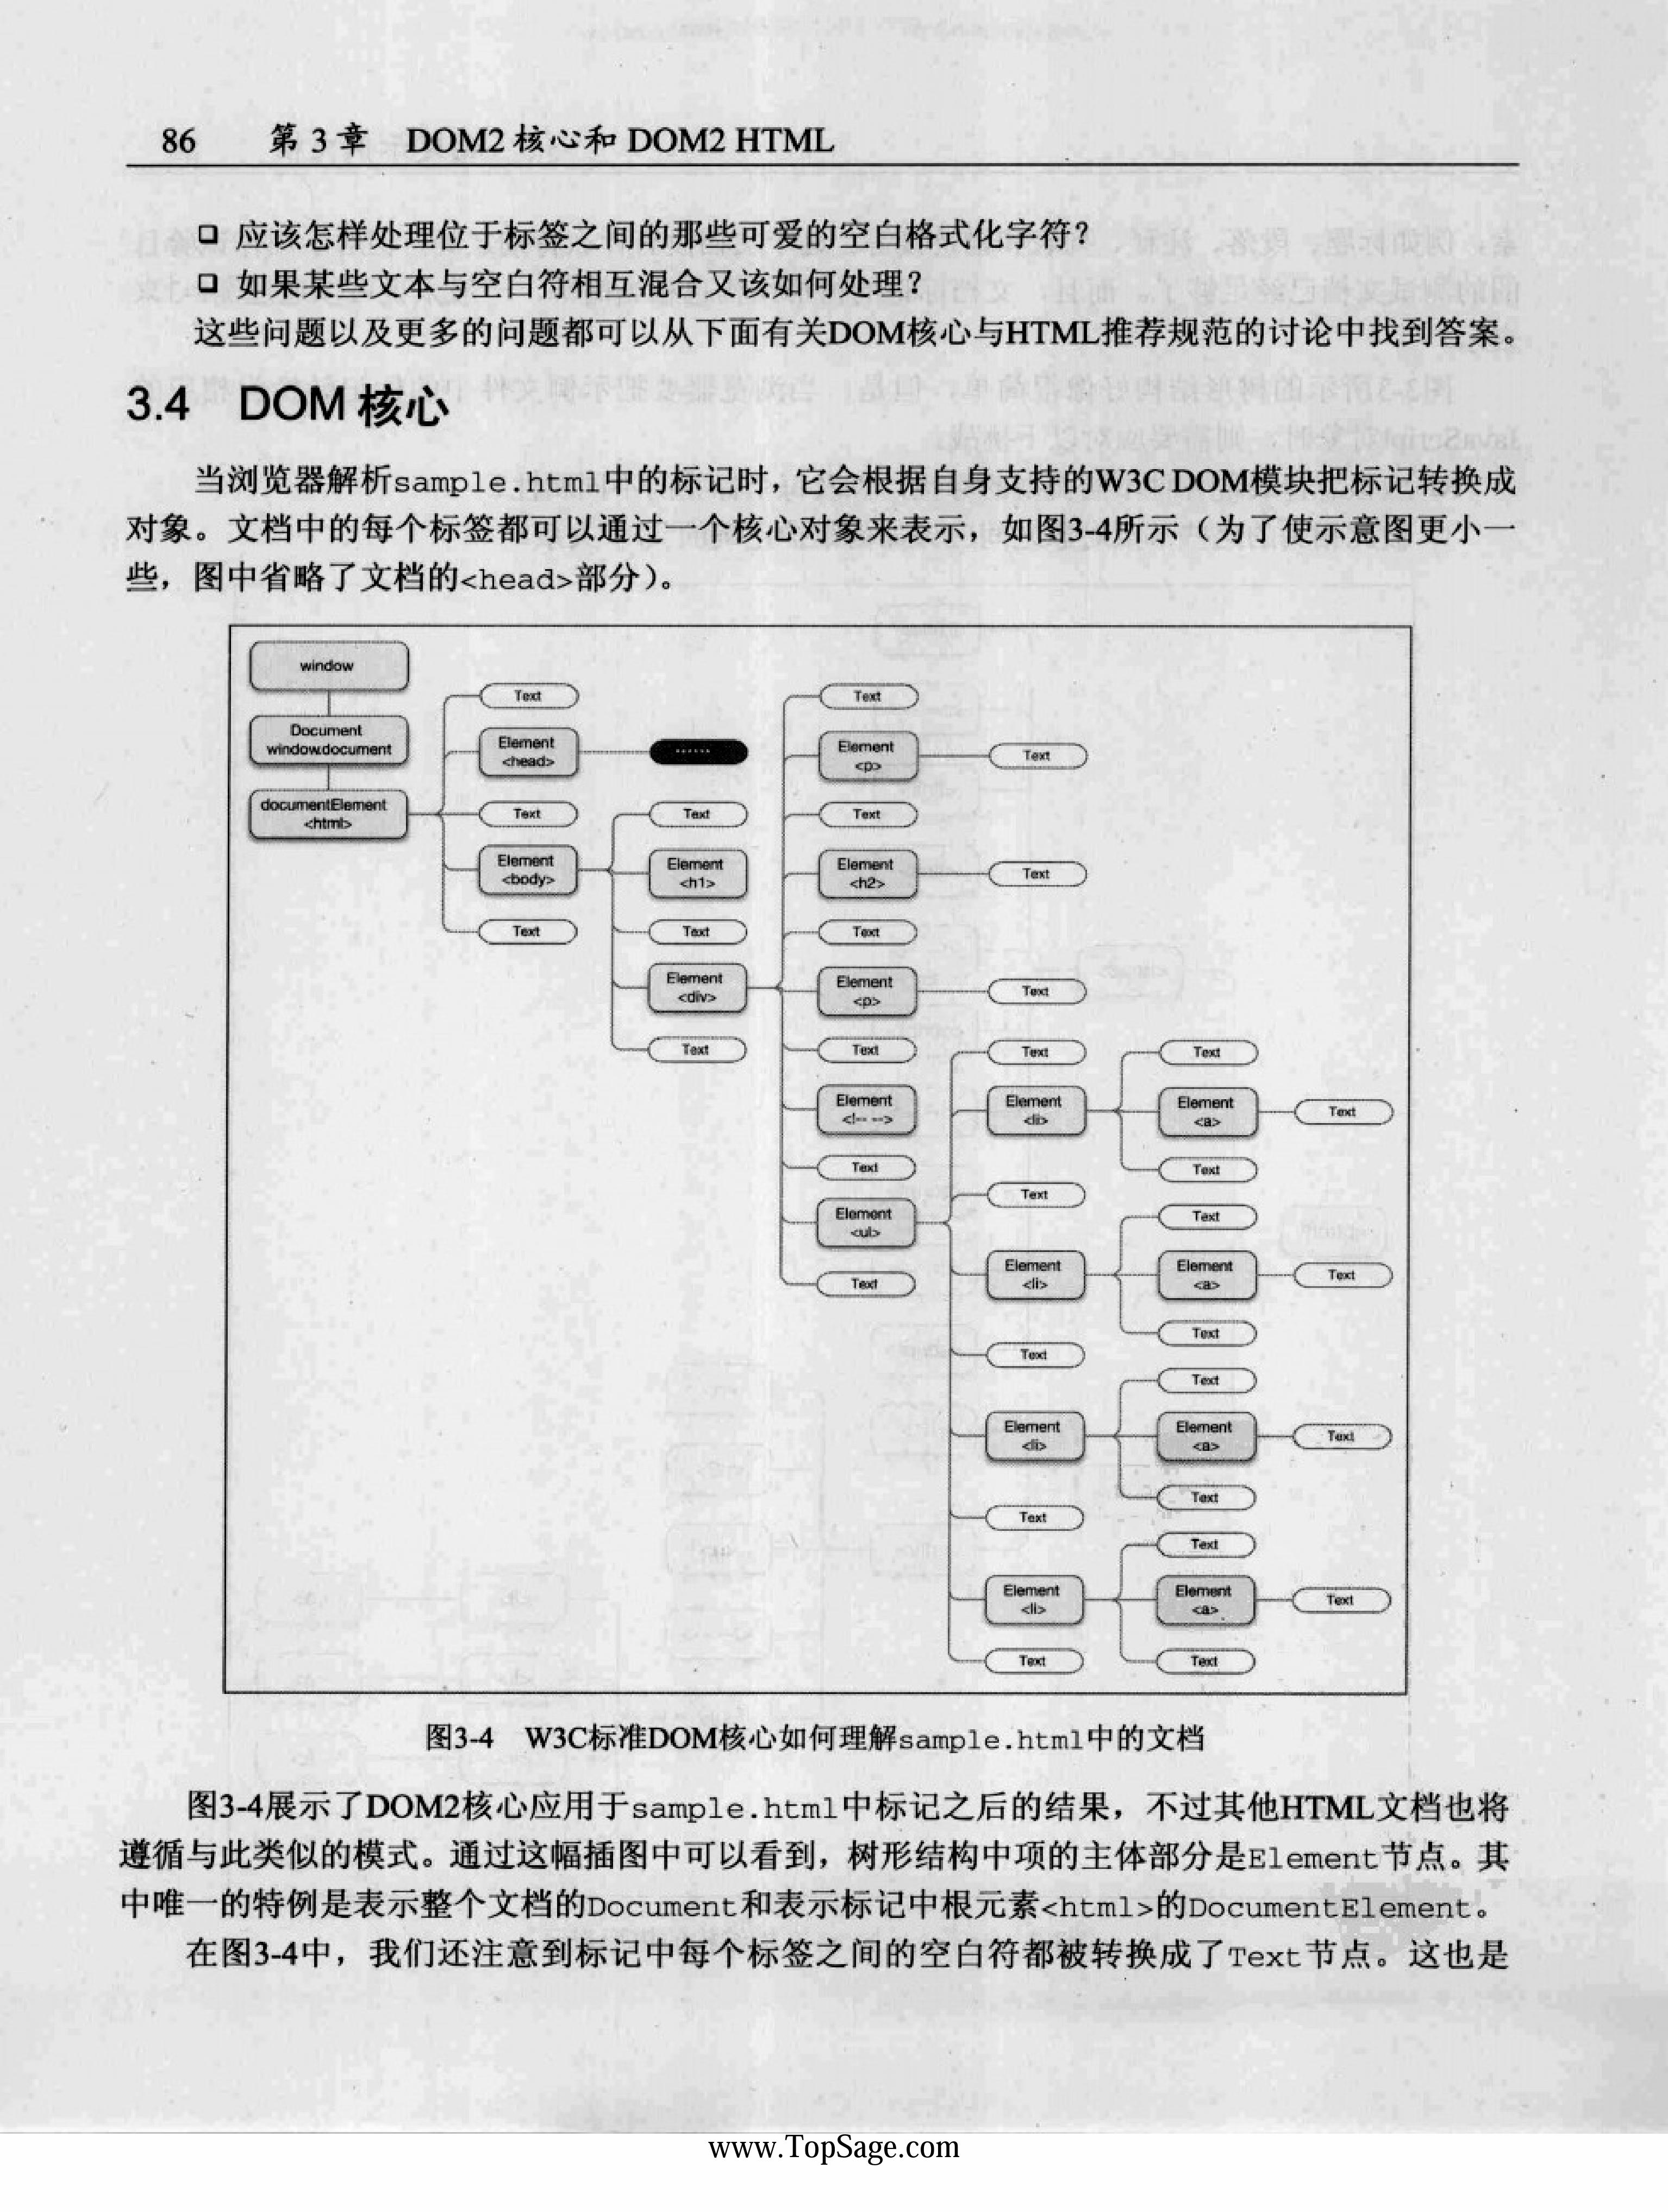 86 第 3 章 DOM2 核心和 DOM2 HTML
❑ 应该怎样处理位于标签之间的那些可爱的空白格式化字符？
❑ 如果某些文本与空白符相互混合又该如何处理？
这些问题以及更多的问题都可以从下面有关DOM核心与HTML推荐规范的讨论中找到答案。
3.4 DOM 核心
当浏览器解析sample.html中的标记时，它会根据自身支持的W3C DOM模块把标记转换成
对象。文档中的每个标签都可以通过一个核心对象来表示，如图3-4所示（为了使示意图更小一
些，图中省略了文档的<head>部分）。
window
Document
window.document
documentElement
<html>
Text
Element
<head>
Text
Element
<body>
Text
......
Text
Element
<h1>
Text
Element
<div>
Text
Text
Element
<p>
Text
Element
<h2>
Text
Element
<p>
Text
Element
<!-- -->
Text
Element
<ul>
Text
Text
Text
Text
Text
Element
<li>
Text
Element
<li>
Text
Element
<li>
Text
Element
<li>
Text
Text
Element
<a>
Text
Text
Element
<a>
Text
Text
Element
<a>
Text
Text
Element
<a>
Text
Text
Text
Text
Text
图3-4 W3C标准DOM核心如何理解sample.html中的文档
图3-4展示了DOM2核心应用于sample.html中标记之后的结果，不过其他HTML文档也将
遵循与此类似的模式。通过这幅插图中可以看到，树形结构中项的主体部分是Element节点。其
中唯一的特例是表示整个文档的Document和表示标记中根元素<html>的DocumentElement。
在图3-4中，我们还注意到标记中每个标签之间的空白符都被转换成了Text节点。这也是
www.TopSage.com